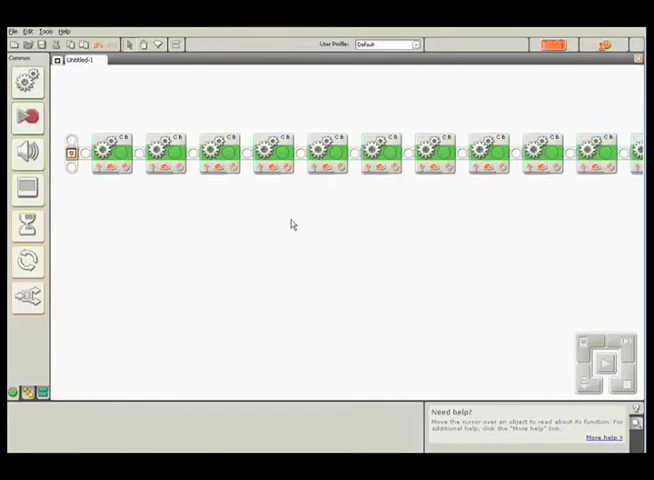 File Edit Tools Help
User Profile: Default
Common
Untitled-1
C B C B C B C B C B C B C B C B C B C B
Need help?
Move the cursor over an object to read about its function. For
additional help, click the "More help" link.
More help »